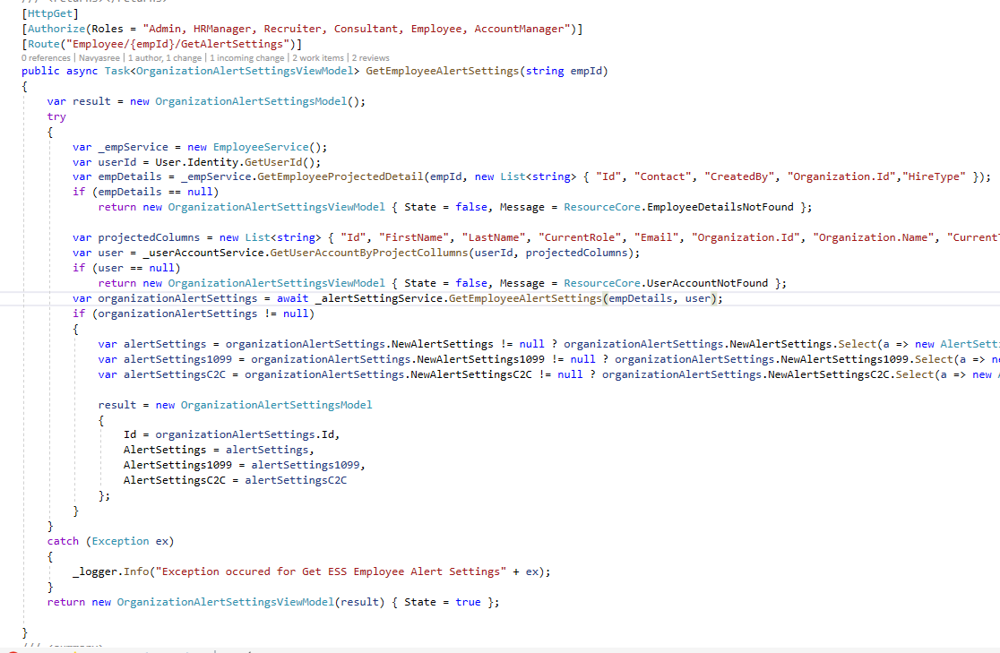 /// <returns></returns>
[HttpGet]
[Authorize(Roles = "Admin, HRManager, Recruiter, Consultant, Employee, AccountManager")]
[Route("Employee/{empId}/GetAlertSettings")]
0 references | Navyasree | 1 author, 1 change | 1 incoming change | 2 work items | 2 reviews
public async Task<OrganizationAlertSettingsViewModel> GetEmployeeAlertSettings(string empId)
{
var result = new OrganizationAlertSettingsModel();
try
{
var _empService = new EmployeeService();
var userId = User.Identity.GetUserId();
var empDetails = _empService.GetEmployeeProjectedDetail(empId, new List<string> { "Id", "Contact", "CreatedBy", "Organization.Id","HireType" });
if (empDetails == null)
return new OrganizationAlertSettingsViewModel { State = false, Message = ResourceCore.EmployeeDetailsNotFound };
var projectedColumns = new List<string> { "Id", "FirstName", "LastName", "CurrentRole", "Email", "Organization.Id", "Organization.Name", "Current
var user = _userAccountService.GetUserAccountByProjectCollumns(userId, projectedColumns);
if (user == null)
return new OrganizationAlertSettingsViewModel { State = false, Message = ResourceCore.UserAccountNotFound };
var organizationAlertSettings = await _alertSettingService.GetEmployeeAlertSettings(empDetails, user);
if (organizationAlertSettings != null)
{
var alertSettings = organizationAlertSettings.NewAlertSettings != null ? organizationAlertSettings.NewAlertSettings.Select(a => new AlertSetti
var alertSettings1099 = organizationAlertSettings.NewAlertSettings1099 != null ? organizationAlertSettings.NewAlertSettings1099.Select(a => ne
var alertSettingsC2C = organizationAlertSettings.NewAlertSettingsC2C != null ? organizationAlertSettings.NewAlertSettingsC2C.Select(a => new
result = new OrganizationAlertSettingsModel
{
Id = organizationAlertSettings.Id,
AlertSettings = alertSettings,
AlertSettings1099 = alertSettings1099,
AlertSettingsC2C = alertSettingsC2C
};
}
}
catch (Exception ex)
{
_logger.Info("Exception occured for Get ESS Employee Alert Settings" + ex);
}
return new OrganizationAlertSettingsViewModel(result) { State = true };
}
/// <summary>